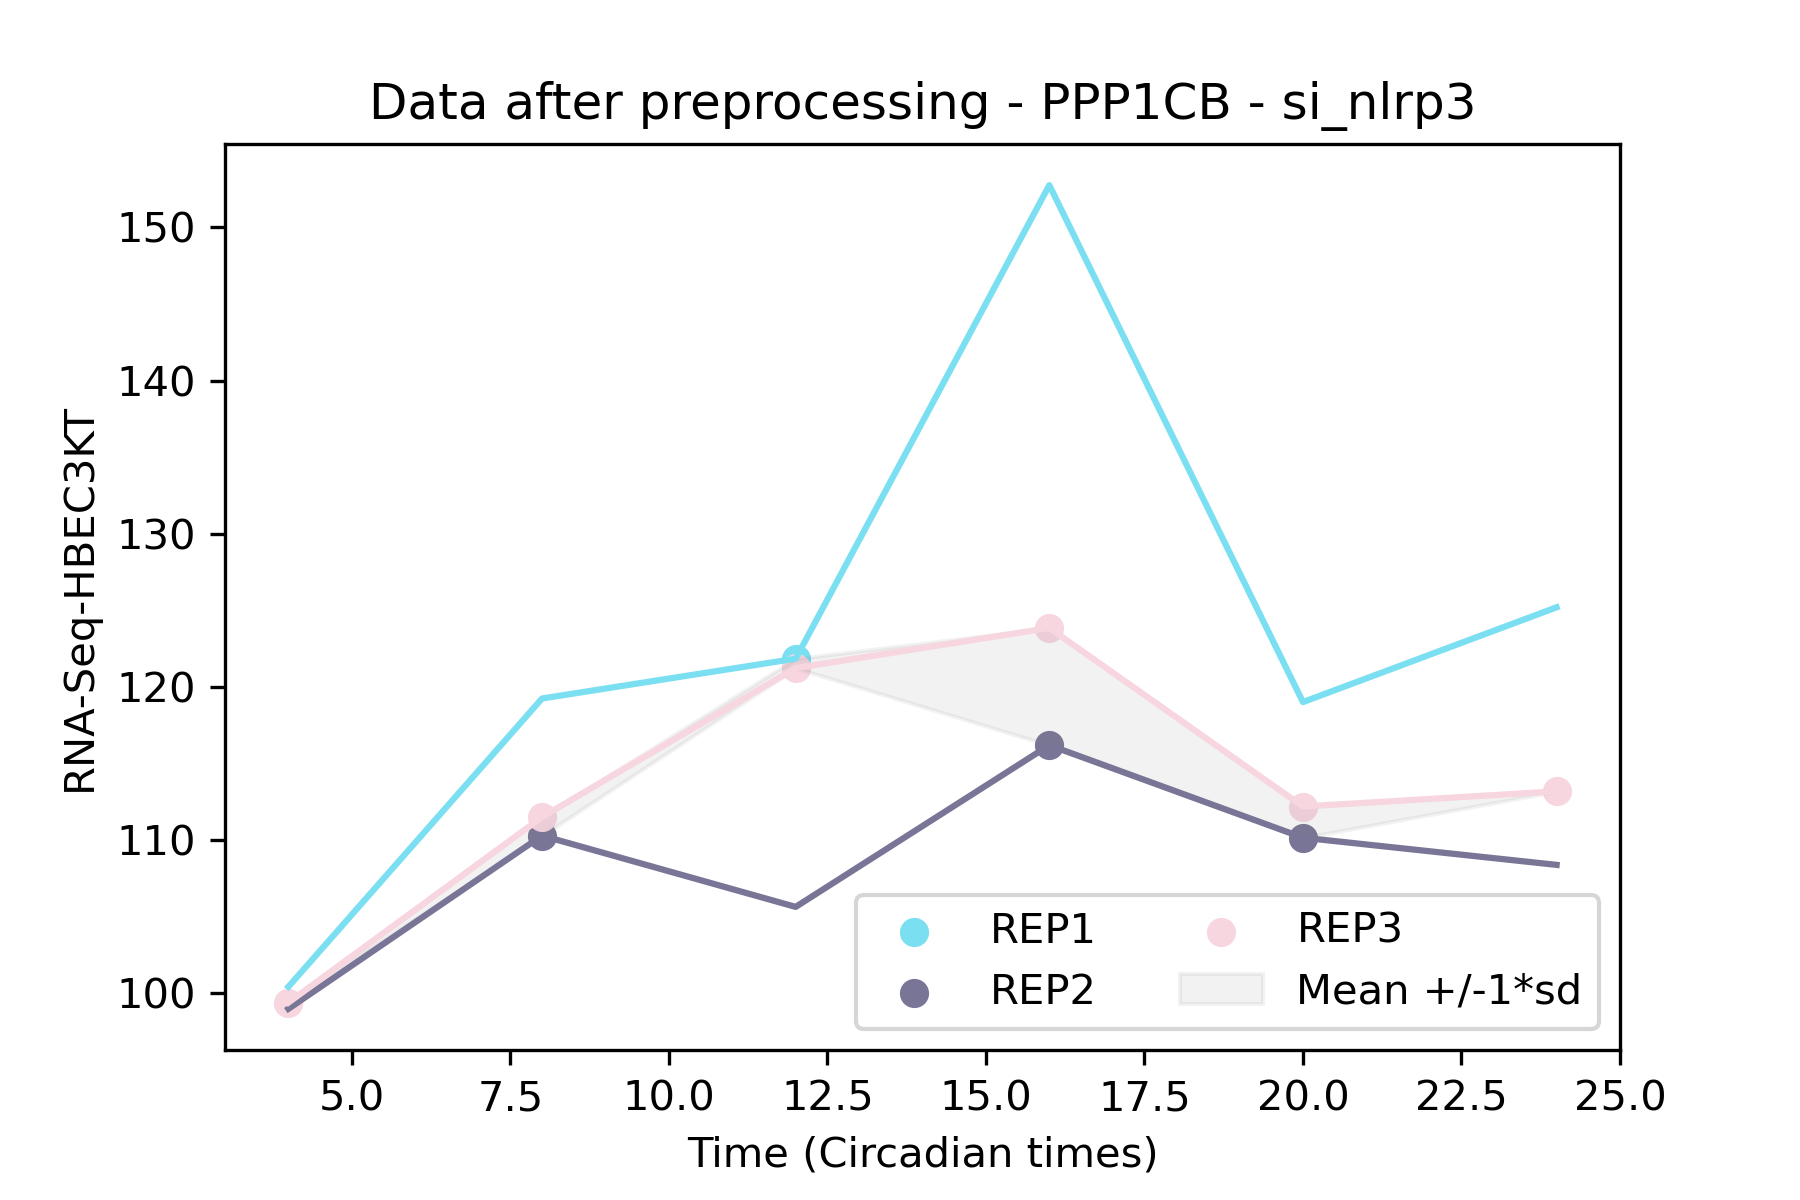 Data after preprocessing - PPP1CB - si_nlrp3
150
140
130
120
110
100
RNA-Seq-HBEC3KT
REP1
REP2
REP3
Mean +/-1*sd
5.0 7.5 10.0 12.5 15.0 17.5 20.0 22.5 25.0
Time (Circadian times)